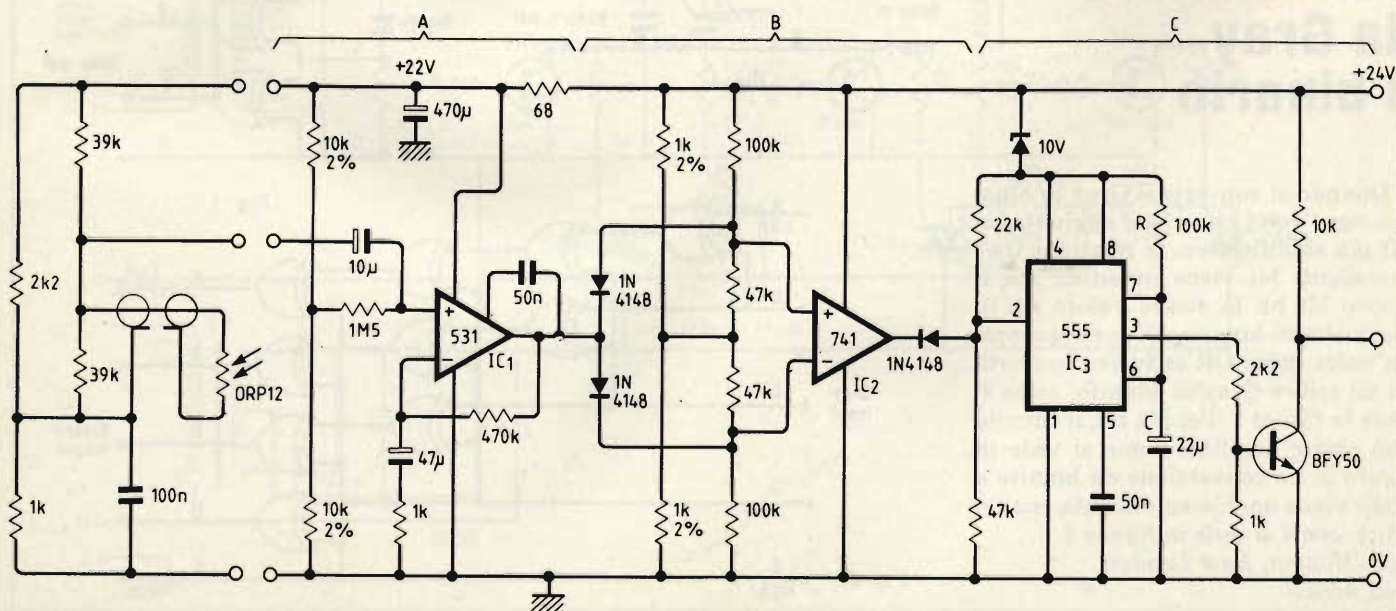 A
B
C
+22V
+24V
470µ
68
10V
39k
10k
2%
1k
2%
100k
22k
R
100k
10k
4
8
10µ
50n
1N
4148
47k
7
2k2
1M5
+
531
+
741
1N4148
2
555
3
−
IC1
−
IC2
IC3
6
2k2
39k
ORP12
470k
1N
4148
47k
1
5
22µ
BFY50
47µ
1k
100n
10k
2%
1k
1k
2%
100k
47k
50n
1k
0V